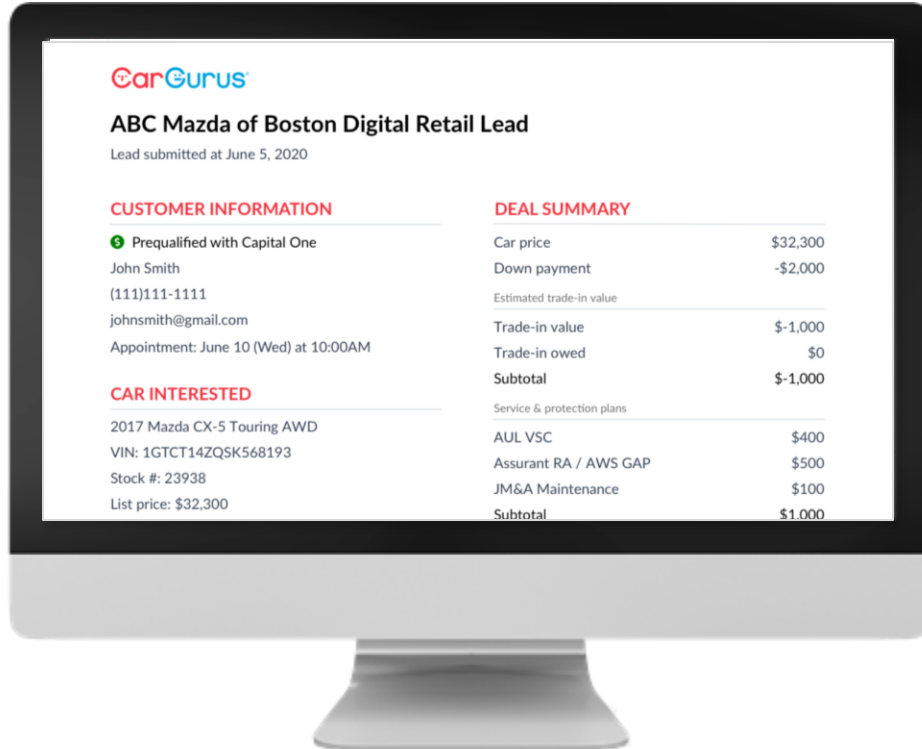 CarGurus
ABC Mazda of Boston Digital Retail Lead
Lead submitted at June 5, 2020
CUSTOMER INFORMATION
Prequalified with Capital One
John Smith
(111)111-1111
johnsmith@gmail.com
Appointment: June 10 (Wed) at 10:00AM
CAR INTERESTED
2017 Mazda CX-5 Touring AWD
VIN: 1GTCT14ZQSK568193
Stock #: 23938
List price: $32,300
DEAL SUMMARY
Car price $32,300
Down payment -$2,000
Estimated trade-in value
Trade-in value $-1,000
Trade-in owed $0
Subtotal $-1,000
Service & protection plans
AUL VSC $400
Assurant RA / AWS GAP $500
JM&A Maintenance $100
Subtotal $1,000